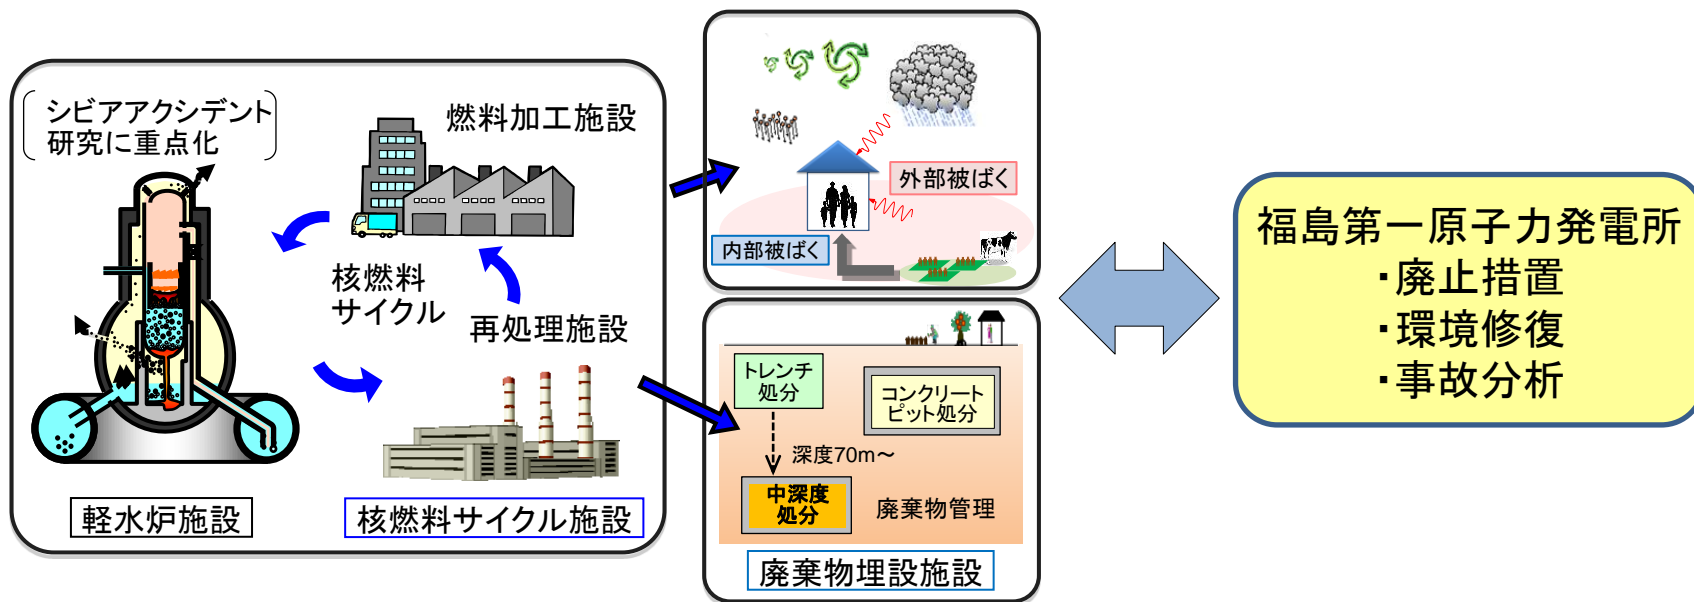 シビアアクシデント
研究に重点化
燃料加工施設
核燃料
サイクル
再処理施設
軽水炉施設
核燃料サイクル施設
外部被ばく
内部被ばく
トレンチ
処分
コンクリート
ピット処分
深度70m～
中深度
処分
廃棄物管理
廃棄物埋設施設
福島第一原子力発電所
・廃止措置
・環境修復
・事故分析